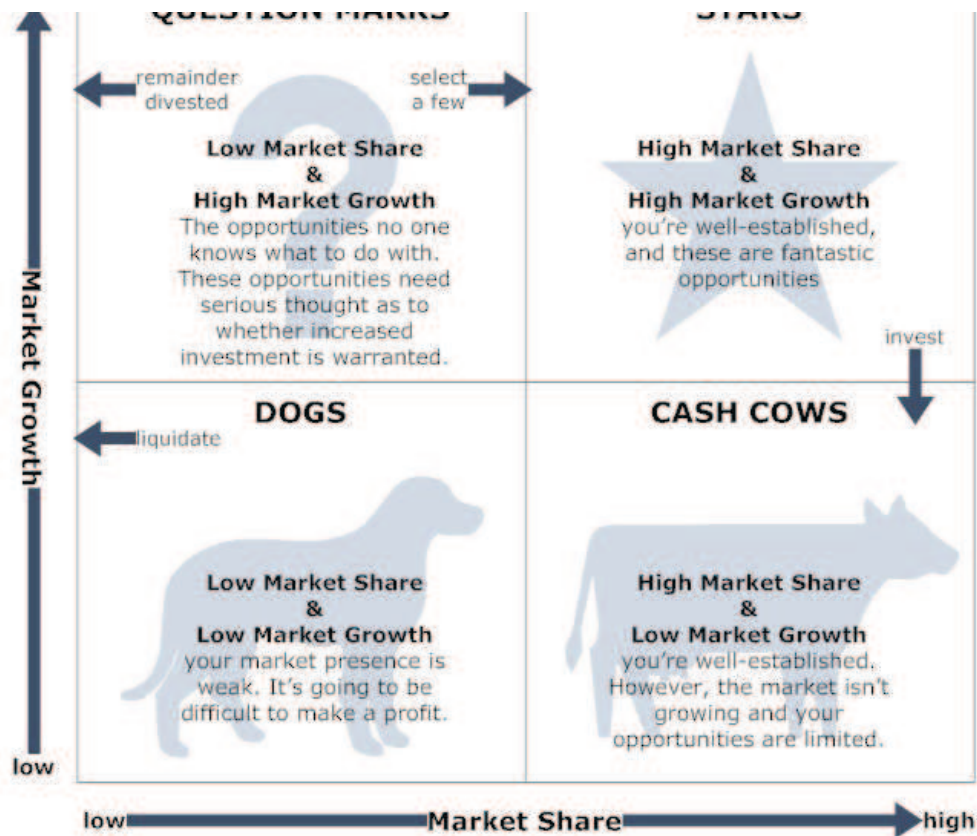 QUESTION MARKS
STARS
remainder
divested
select
a few
Low Market Share
&
High Market Growth
The opportunities no one
knows what to do with.
These opportunities need
serious thought as to
whether increased
investment is warranted.
High Market Share
&
High Market Growth
you're well-established,
and these are fantastic
opportunities
invest
Market Growth
DOGS
liquidate
Low Market Share
&
Low Market Growth
your market presence is
weak. It's going to be
difficult to make a profit.
CASH COWS
High Market Share
&
Low Market Growth
you're well-established.
However, the market isn't
growing and your
opportunities are limited.
low
low
Market Share
high